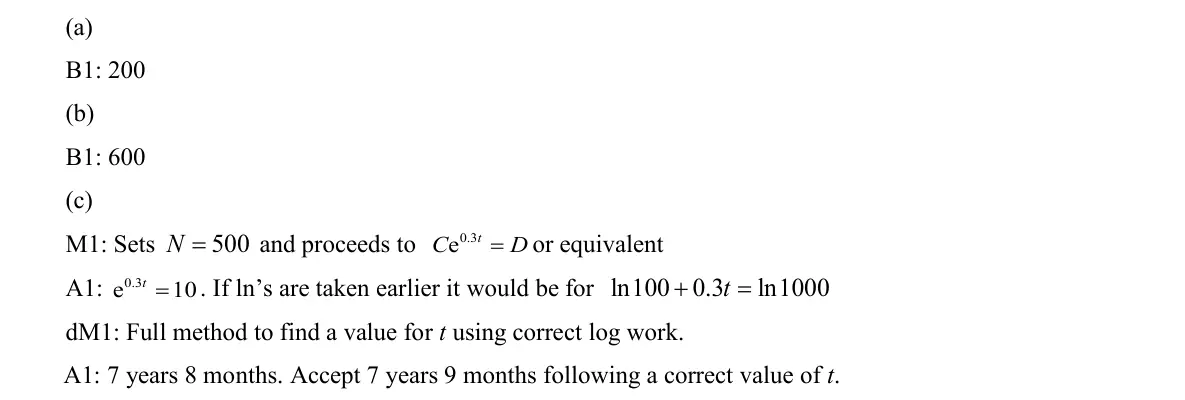 (a)
B1: 200
(b)
B1: 600
(c)
M1: Sets N = 500 and proceeds to Ce^{0.3t} = D or equivalent
A1: e^{0.3t} = 10. If ln’s are taken earlier it would be for ln100 + 0.3t = ln1000
dM1: Full method to find a value for t using correct log work.
A1: 7 years 8 months. Accept 7 years 9 months following a correct value of t.